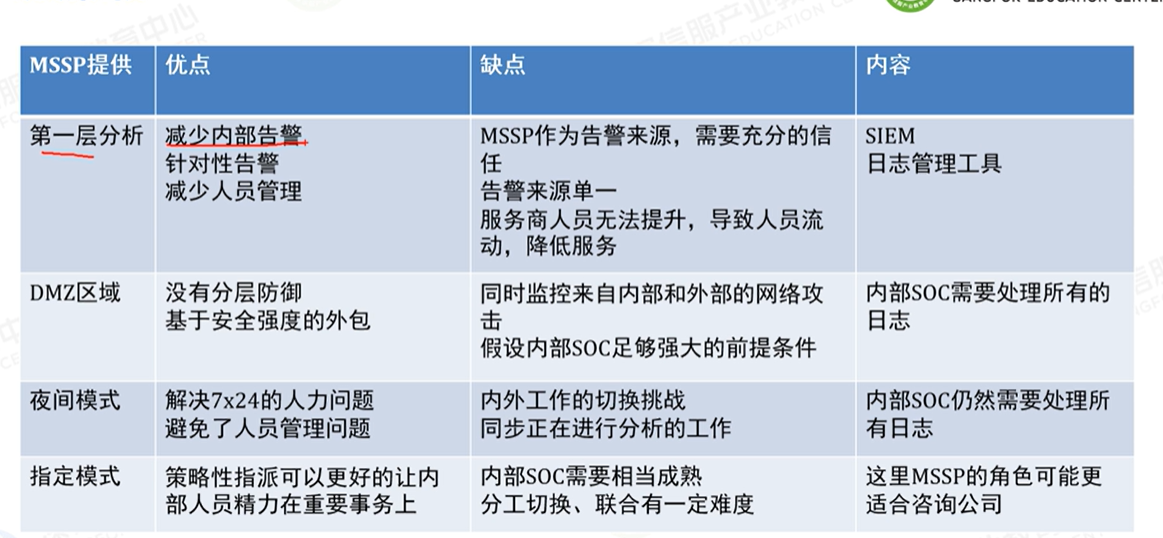 SANGFOR EDUCATION CENTER
MSSP提供
优点
缺点
内容
第一层分析
减少内部告警
针对性告警
减少人员管理
MSSP作为告警来源，需要充分的信
任
告警来源单一
服务商人员无法提升，导致人员流
动，降低服务
SIEM
日志管理工具
DMZ区域
没有分层防御
基于安全强度的外包
同时监控来自内部和外部的网络攻
击
假设内部SOC足够强大的前提条件
内部SOC需要处理所有的
日志
夜间模式
解决7x24的人力问题
避免了人员管理问题
内外工作的切换挑战
同步正在进行分析的工作
内部SOC仍然需要处理所
有日志
指定模式
策略性指派可以更好的让内
部人员精力在重要事务上
内部SOC需要相当成熟
分工切换、联合有一定难度
这里MSSP的角色可能更
适合咨询公司